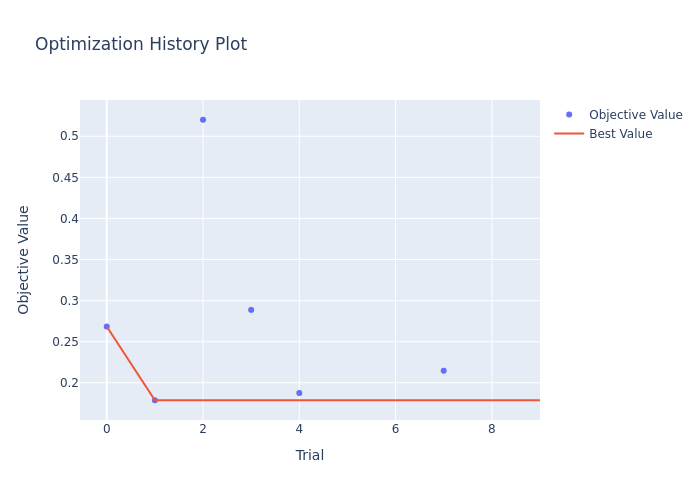 Optimization History Plot
Objective Value
Best Value
0.5
0.45
0.4
0.35
0.3
0.25
0.2
Objective Value
0
2
4
6
8
Trial